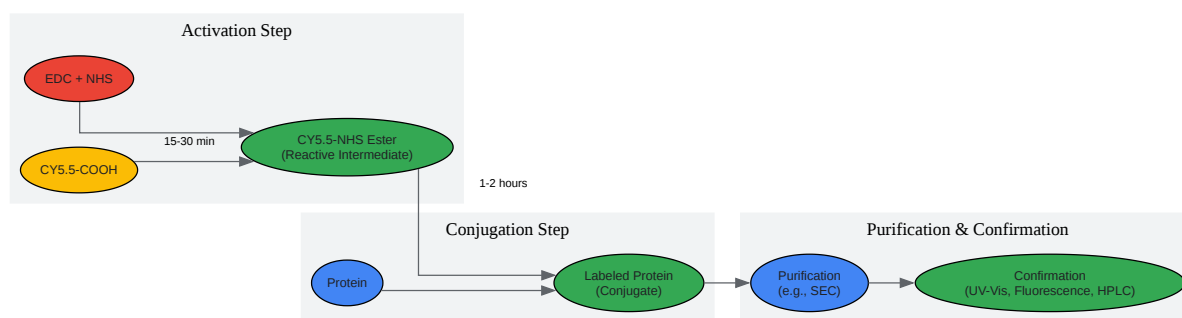 Activation Step
EDC + NHS
15-30 min
CY5.5-NHS Ester
(Reactive Intermediate)
CY5.5-COOH
1-2 hours
Conjugation Step
Protein
Labeled Protein
(Conjugate)
Purification & Confirmation
Purification
(e.g., SEC)
Confirmation
(UV-Vis, Fluorescence, HPLC)